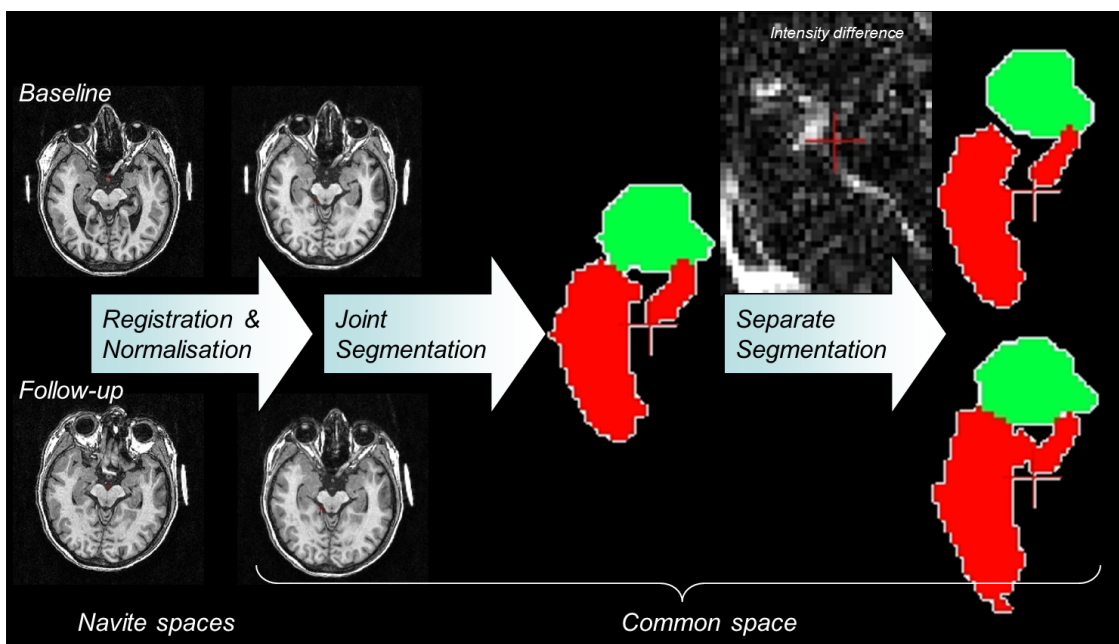 Intensity difference
Baseline
Registration &
Normalisation
Joint
Segmentation
Separate
Segmentation
Follow-up
Navite spaces
Common space